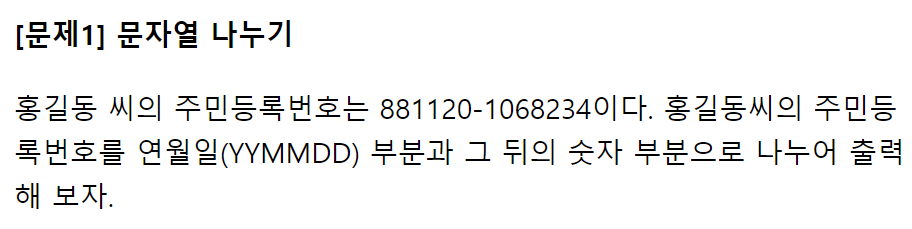 [문제1] 문자열 나누기
홍길동 씨의 주민등록번호는 881120-1068234이다. 홍길동씨의 주민등
록번호를 연월일(YYMMDD) 부분과 그 뒤의 숫자 부분으로 나누어 출력
해 보자.